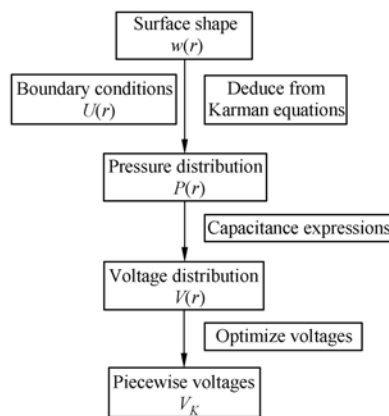 Surface shape
w(r)
Boundary conditions
U(r)
Deduce from
Karman equations
Pressure distribution
P(r)
Capacitance expressions
Voltage distribution
V(r)
Optimize voltages
Piecewise voltages
V_K